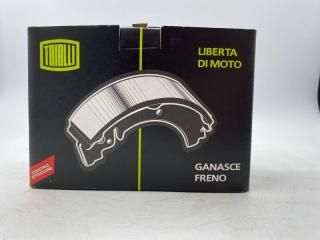 TRIALLI
LIBERTA
DI MOTO
GANASCE
FRENO